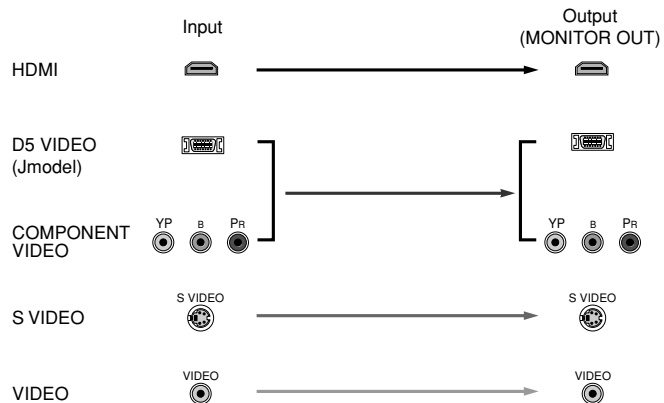 Input
Output
(MONITOR OUT)
HDMI
D5 VIDEO
(Jmodel)
COMPONENT
VIDEO
YP B PR
YP B PR
S VIDEO
S VIDEO
S VIDEO
VIDEO
VIDEO
VIDEO